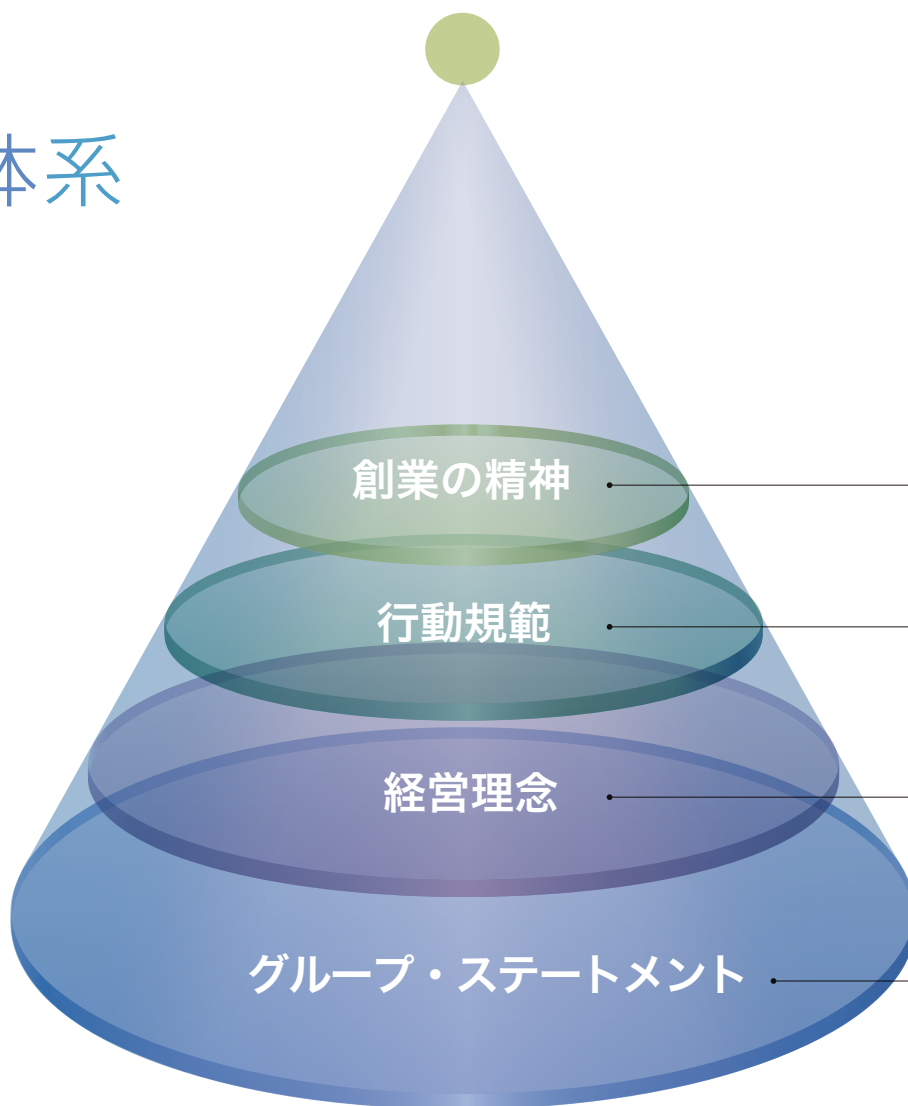 体系
創業の精神
行動規範
経営理念
グループ・ステートメント